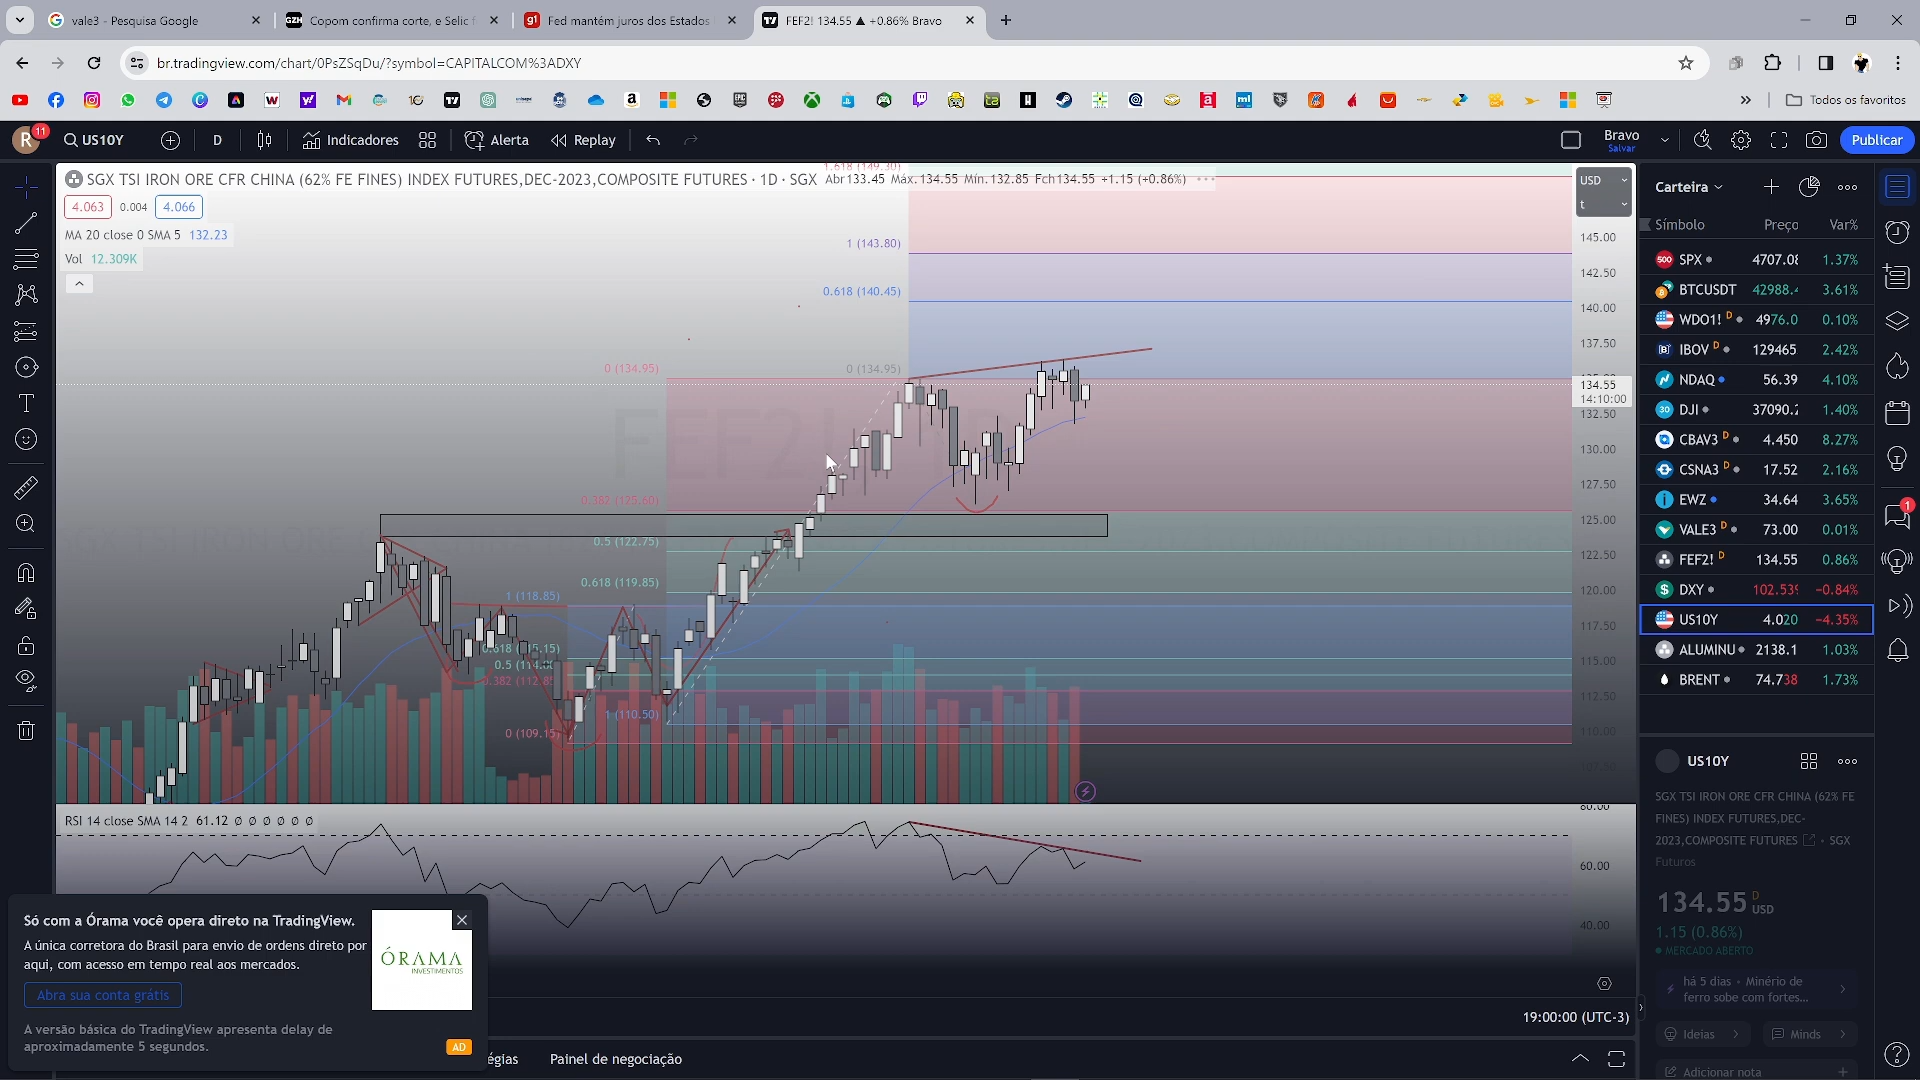 vale3 - Pesquisa Google
GZH Copom confirma corte, e Selic f
g1 Fed mantém juros dos Estados
FEF2! 134.55 ▲ +0.86% Bravo
br.tradingview.com/chart/0PsZSqDu/?symbol=CAPITALCOM%3ADXY
Todos os favoritos
R 11
US10Y
D
Indicadores
Alerta
Replay
Bravo
Salvar
Publicar
SGX TSI IRON ORE CFR CHINA (62% FE FINES) INDEX FUTURES,DEC-2023,COMPOSITE FUTURES · 1D · SGX Abr133.45 Máx.134.55 Mín.132.85 Fch134.55 +1.15 (+0.86%)
4.063 0.004 4.066
MA 20 close 0 SMA 5 132.23
Vol 12.309K
1.618 (149.30)
1 (143.80)
0.618 (140.45)
0 (134.95)
0 (134.95)
0.382 (125.60)
0.5 (122.75)
0.618 (119.85)
1 (118.85)
0.5 (114.00
1 (110.50)
0 (109.15)
USD
t
145.00
142.50
140.00
137.50
134.55
14:10:00
132.50
130.00
127.50
125.00
122.50
120.00
117.50
115.00
112.50
110.00
RSI 14 close SMA 14 2 61.12 Ø Ø Ø Ø Ø Ø
80.00
60.00
40.00
19:00:00 (UTC-3)
Só com a Órama você opera direto na TradingView.
A única corretora do Brasil para envio de ordens direto por
aqui, com acesso em tempo real aos mercados.
Abra sua conta grátis
A versão básica do TradingView apresenta delay de
aproximadamente 5 segundos.
ÓRAMA
INVESTIMENTOS
AD
égias
Painel de negociação
Carteira
Símbolo Preço Var%
SPX 4707.08 1.37%
BTCUSDT 42988.4 3.61%
WDO1! D 4976.0 0.10%
IBOV D 129465 2.42%
NDAQ 56.39 4.10%
DJI 37090.2 1.40%
CBAV3 D 4.450 8.27%
CSNA3 D 17.52 2.16%
EWZ 34.64 3.65%
VALE3 D 73.00 0.01%
FEF2! D 134.55 0.86%
DXY 102.539 −0.84%
US10Y 4.020 −4.35%
ALUMINU 2138.1 1.03%
BRENT 74.738 1.73%
US10Y
SGX TSI IRON ORE CFR CHINA (62% FE
FINES) INDEX FUTURES,DEC-
2023,COMPOSITE FUTURES · SGX
Futuros
134.55 D USD
1.15 (0.86%)
MERCADO ABERTO
há 5 dias · Minério de
ferro sobe com fortes...
Ideias
Minds
Adicionar nota
1